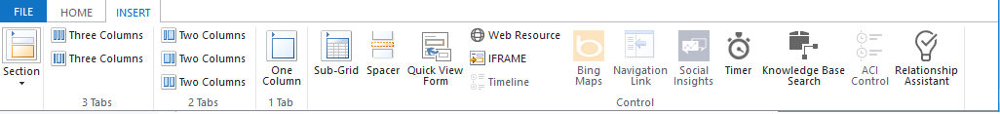 FILE HOME INSERT
Section
Three Columns
Three Columns
3 Tabs
Two Columns
Two Columns
Two Columns
2 Tabs
One
Column
1 Tab
Sub-Grid
Spacer
Quick View
Form
Web Resource
IFRAME
Timeline
Bing
Maps
Navigation
Link
Social
Insights
Timer
Knowledge Base
Search
ACI
Control
Relationship
Assistant
Control